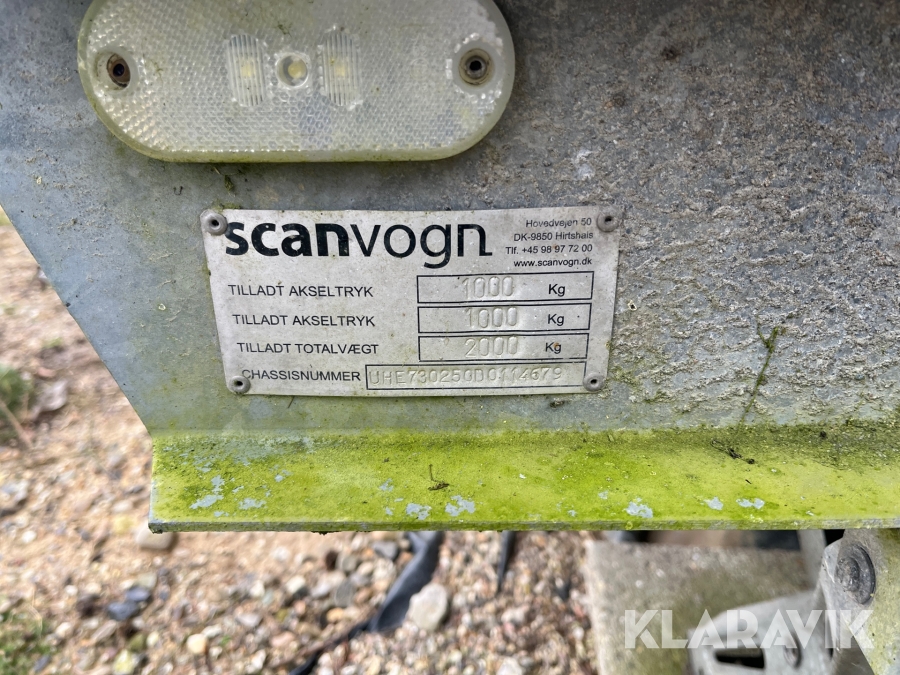 scanvogn
Hovedvejen 50
DK-9850 Hirtshals
Tlf. +45 98 97 72 00
www.scanvogn.dk
TILLADT AKSELTRYK 1000 Kg
TILLADT AKSELTRYK 1000 Kg
TILLADT TOTALVÆGT 2000 Kg
CHASSISNUMMER UHE730250D0114679
KLARAVIK